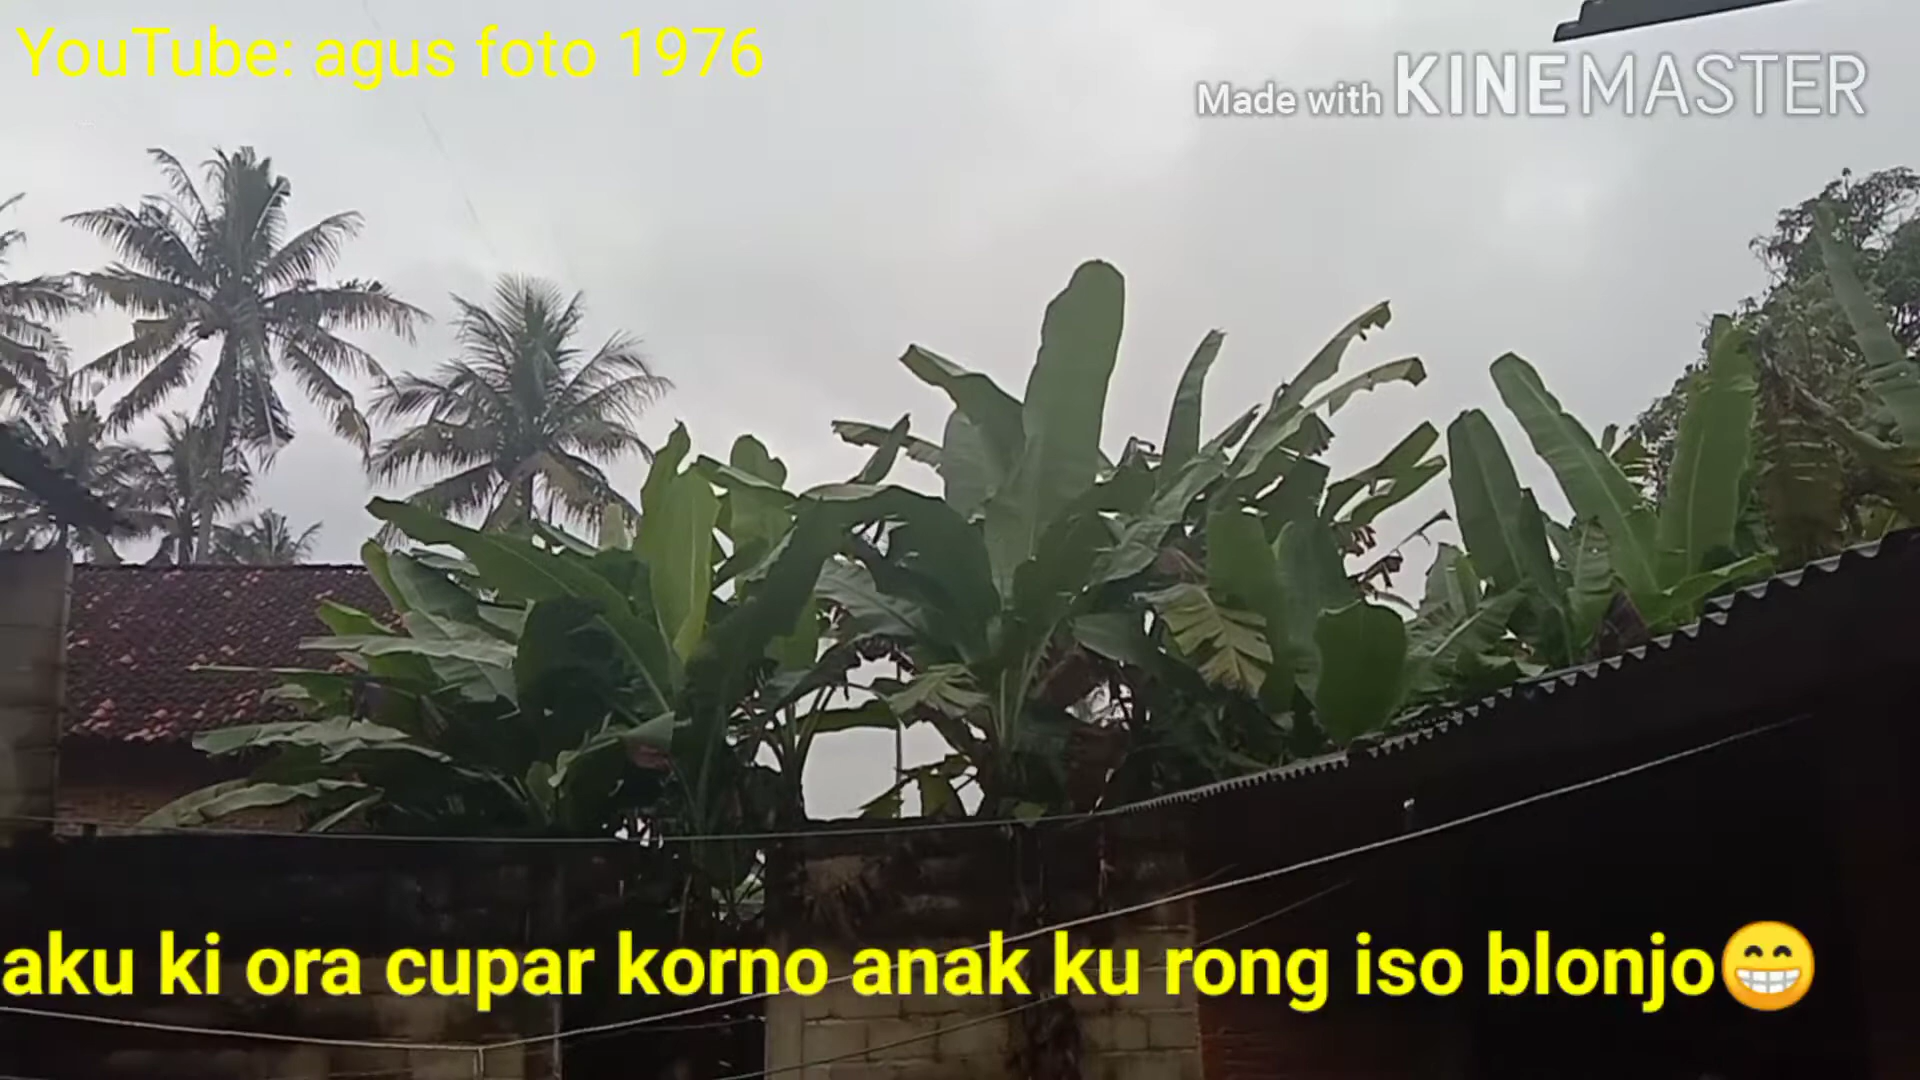 YouTube: agus foto 1976
Made with KINEMASTER
aku ki ora cupar korno anak ku rong iso blonjo😁